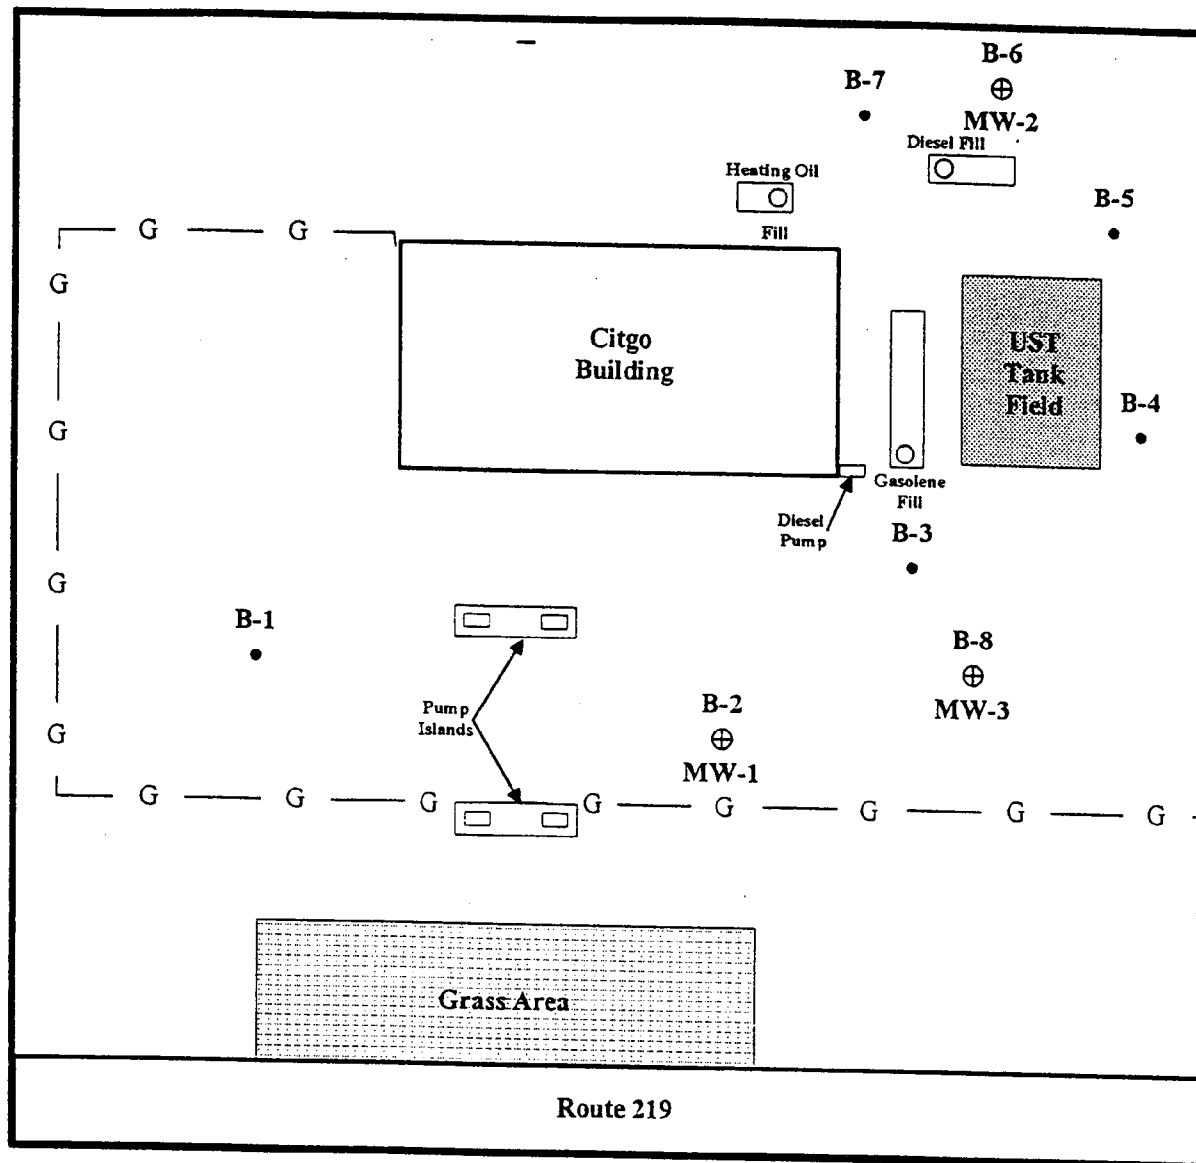 B-6
B-7
MW-2
Diesel Fill
Heating Oil
Fill
B-5
G
G
G
Citgo
Building
UST
Tank
Field
B-4
G
Gasolene
Fill
Diesel
Pump
B-3
G
B-1
B-8
MW-3
Pump
Islands
B-2
MW-1
G
G
G
G
G
G
G
G
G
Grass Area
Route 219